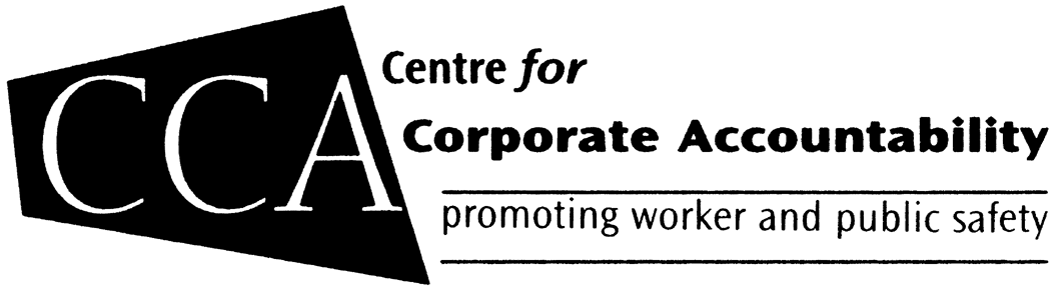 CCA
Centre for
Corporate Accountability
promoting worker and public safety